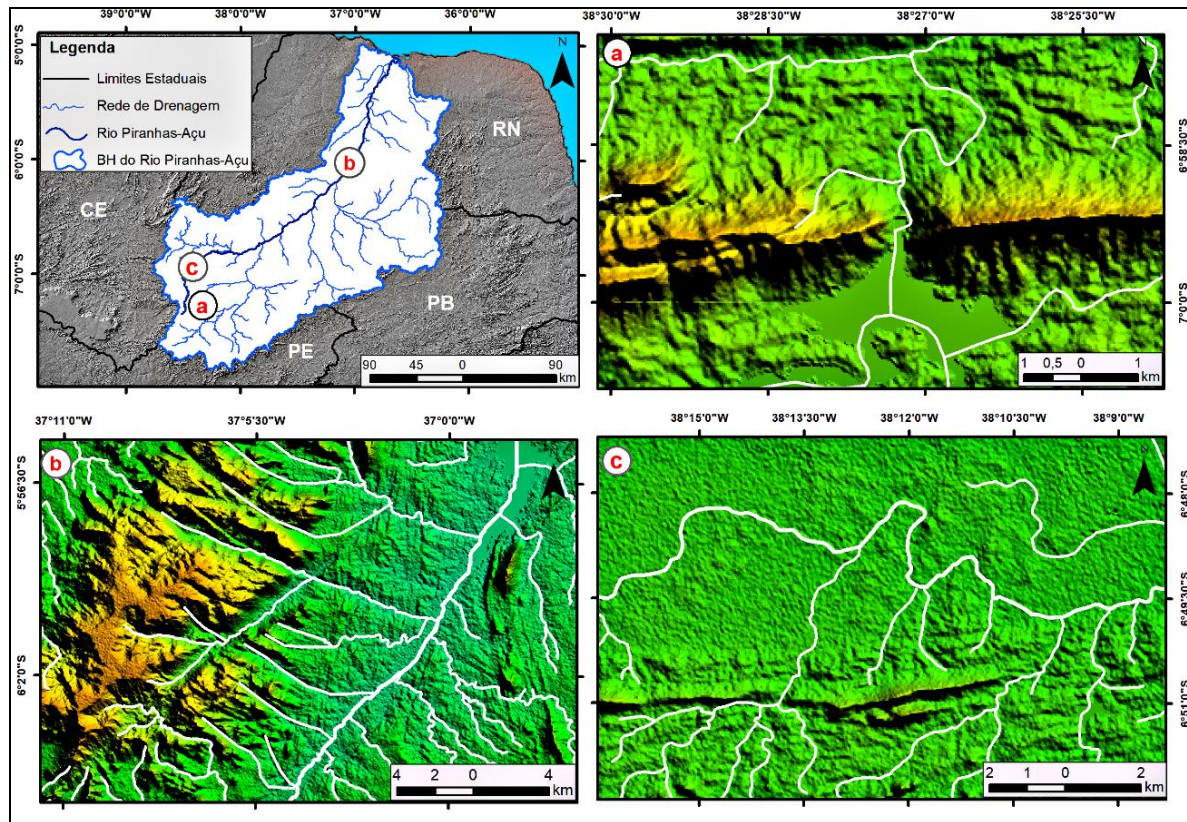 39°0'0"W 38°0'0"W 37°0'0"W 36°0'0"W
5°0'0"S
6°0'0"S
7°0'0"S
Legenda
Limites Estaduais
Rede de Drenagem
Rio Piranhas-Açu
BH do Rio Piranhas-Açu
N
RN
CE
PB
PE
b
c
a
90 45 0 90
km
38°30'0"W 38°28'30"W 38°27'0"W 38°25'30"W
a
N
6°58'30"S
7°0'0"S
1 0,5 0 1
km
37°11'0"W 37°5'30"W 37°0'0"W
b
5°56'30"S
6°2'0"S
4 2 0 4
km
38°15'0"W 38°13'30"W 38°12'0"W 38°10'30"W 38°9'0"W
c
N
6°48'0"S
6°49'30"S
6°51'0"S
2 1 0 2
km